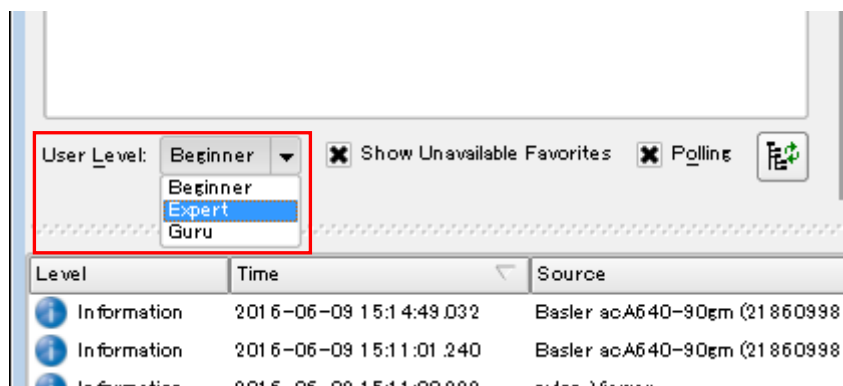 User Level: Beginner Show Unavailable Favorites Polling
Beginner
Expert
Guru
Level Time Source
Information 2016-06-09 15:14:49.032 Basler acA640-90gm (21860998
Information 2016-06-09 15:11:01.240 Basler acA640-90gm (21860998
Information